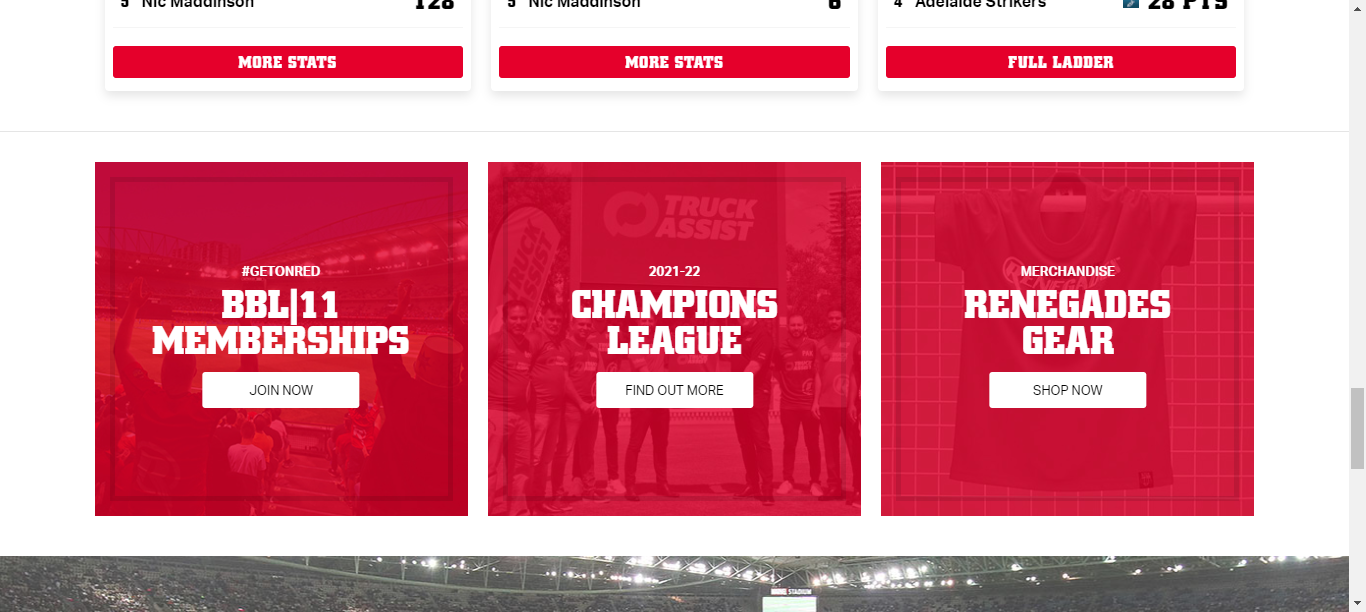 5 Nic Maddinson 128
5 Nic Maddinson 6
4 Adelaide Strikers 28 PTS
MORE STATS
MORE STATS
FULL LADDER
#GETONRED
BBL|11
MEMBERSHIPS
JOIN NOW
TRUCK
ASSIST
TRUCK ASSIST
2021-22
CHAMPIONS
LEAGUE
FIND OUT MORE
MERCHANDISE
RENEGADES
GEAR
SHOP NOW